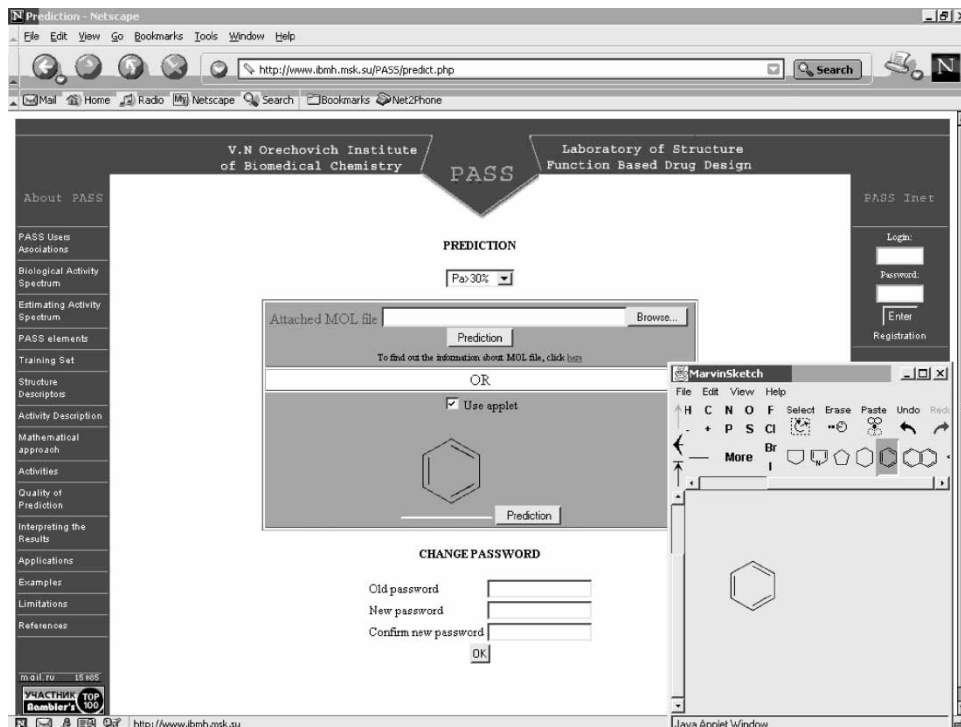 Prediction - Netscape
File Edit View Go Bookmarks Tools Window Help
http://www.ibmh.msk.su/PASS/predict.php
Search
N
Mail Home Radio My Netscape Search Bookmarks Net2Phone
V.N Orechovich Institute
of Biomedical Chemistry
PASS
Laboratory of Structure
Function Based Drug Design
About PASS
PASS Users
Asociations
Biological Activity
Spectrum
Estimating Activity
Spectrum
PASS elements
Training Set
Structure
Descriptors
Activity Description
Mathematical
approach
Activities
Quality of
Prediction
Interpreting the
Results
Applications
Examples
Limitations
References
mail.ru 15885
УЧАСТНИК
Rambler's
TOP
100
PREDICTION
Pa>30%
Attached MOL file
Browse...
Prediction
To find out the information about MOL file, click here
OR
Use applet
Prediction
CHANGE PASSWORD
Old password
New password
Confirm new password
OK
PASS Inet
Login:
Password:
Enter
Registration
MarvinSketch
File Edit View Help
H C N O F Select Erase Paste Undo Redo
- + P S Cl
More Br
I
N
http://www.ibmh.msk.su
Java Applet Window